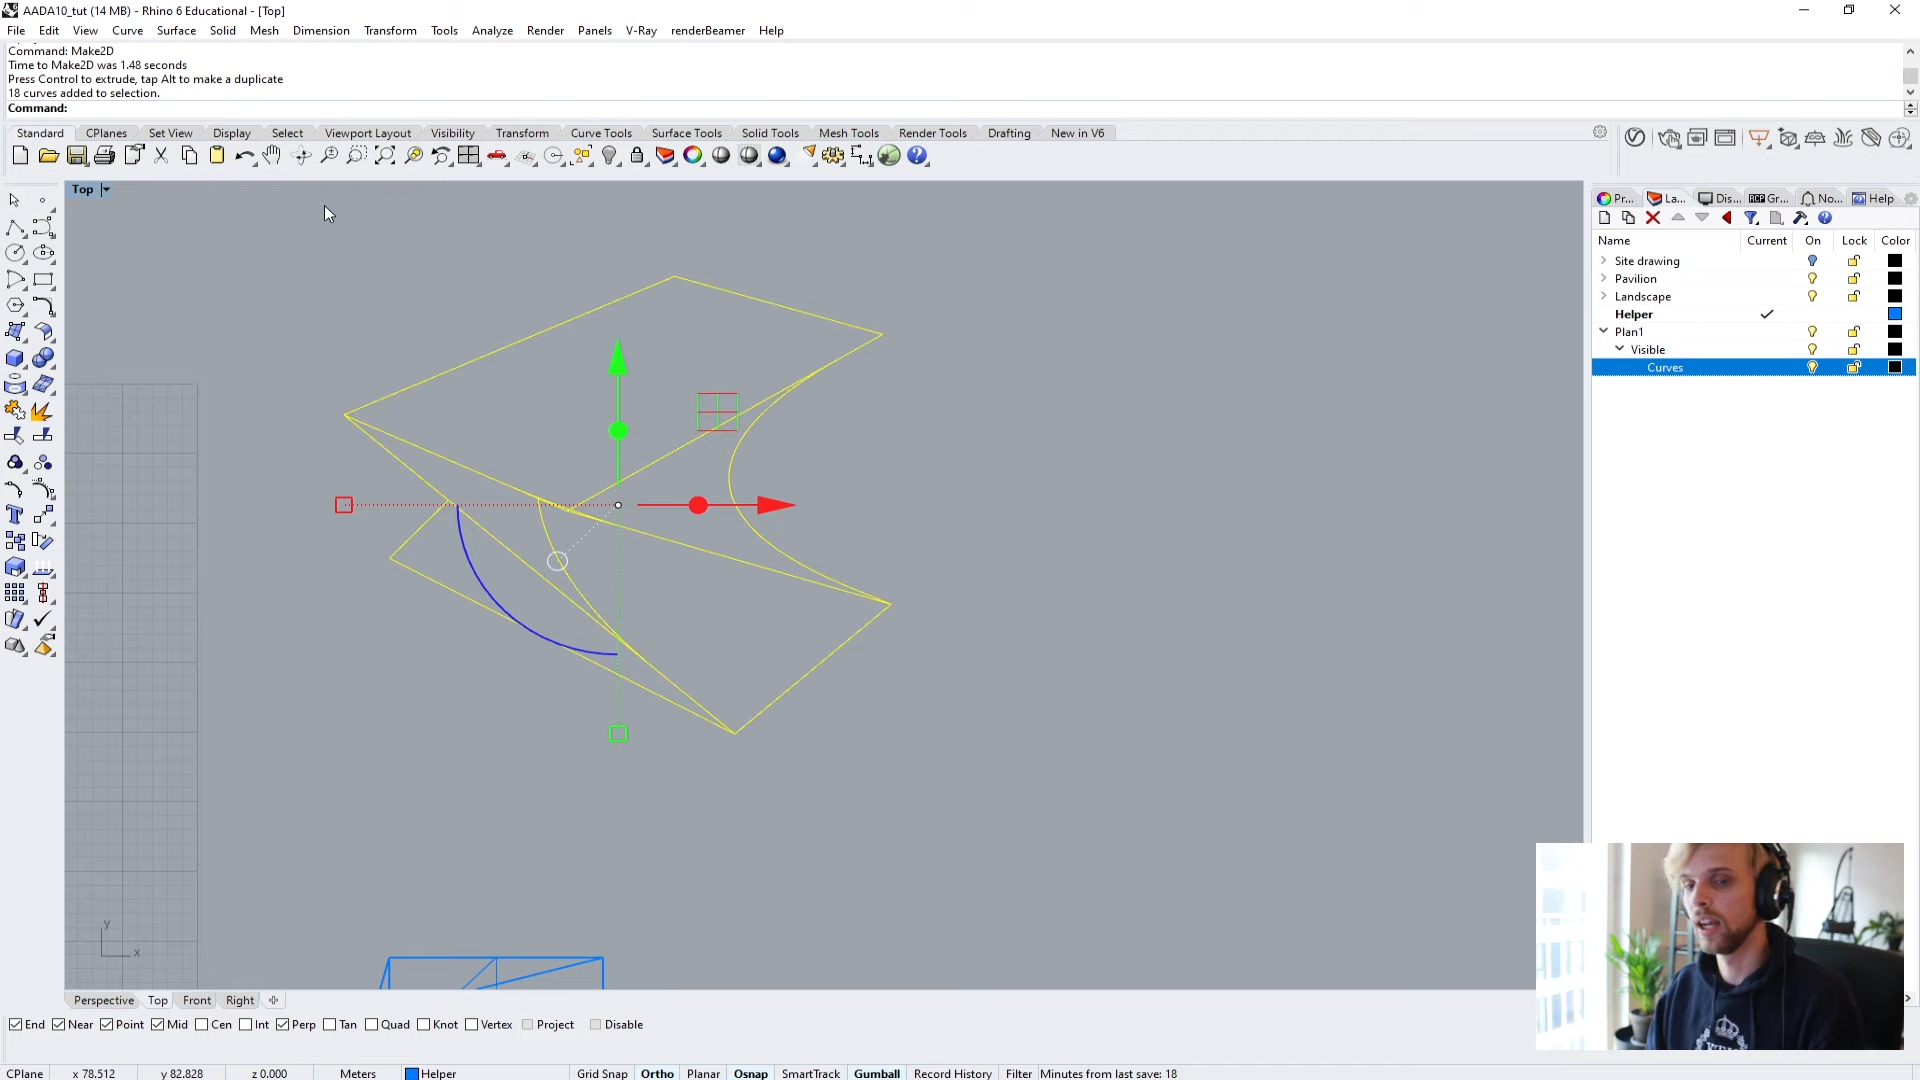 AADA10_tut (14 MB) - Rhino 6 Educational - [Top]
File Edit View Curve Surface Solid Mesh Dimension Transform Tools Analyze Render Panels V-Ray renderBeamer Help
Command: Make2D
Time to Make2D was 1.48 seconds
Press Control to extrude, tap Alt to make a duplicate
18 curves added to selection.
Command:
Standard CPlanes Set View Display Select Viewport Layout Visibility Transform Curve Tools Surface Tools Solid Tools Mesh Tools Render Tools Drafting New in V6
Top
Pr... La... Dis... Gr... No... Help
Name Current On Lock Color
Site drawing
Pavilion
Landscape
Helper
Plan1
Visible
Curves
y
x
Perspective Top Front Right
End Near Point Mid Cen Int Perp Tan Quad Knot Vertex Project Disable
CPlane x 78.512 y 82.828 z 0.000 Meters Helper Grid Snap Ortho Planar Osnap SmartTrack Gumball Record History Filter Minutes from last save: 18